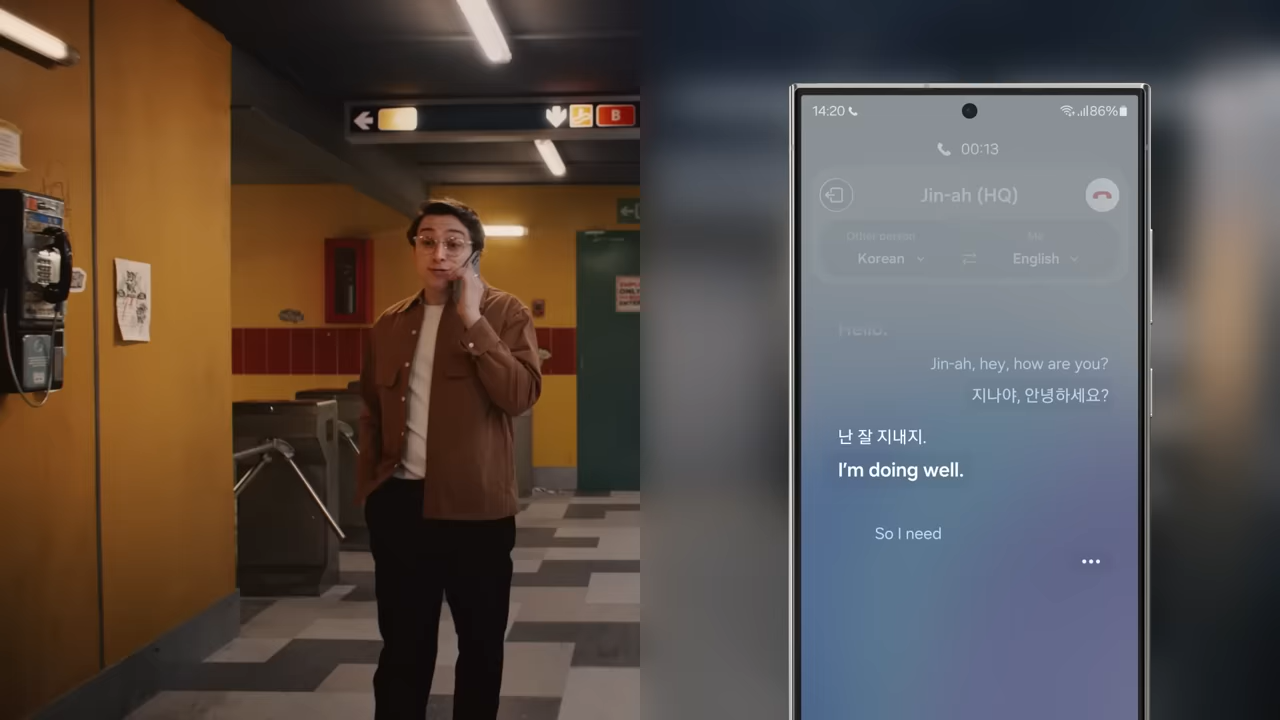 B
ONLY
14:20
86%
00:13
Jin-ah (HQ)
Other person
Me
Korean
English
Hello.
Jin-ah, hey, how are you?
지나야, 안녕하세요?
난 잘 지내지.
I'm doing well.
So I need